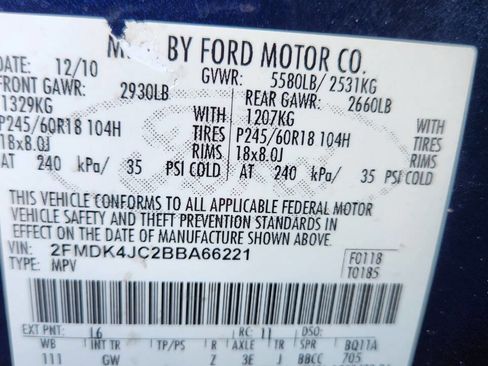 M BY FORD MOTOR CO.
DATE: 12/10 GVWR: 5580LB/ 2531KG
FRONT GAWR: 2930LB REAR GAWR: 2660LB
1329KG WITH 1207KG WITH
P245/60R18 104H TIRES P245/60R18 104H TIRES
18x8.0J RIMS 18x8.0J RIMS
AT 240 kPa/ 35 PSI COLD AT 240 kPa/ 35 PSI COLD
THIS VEHICLE CONFORMS TO ALL APPLICABLE FEDERAL MOTOR
VEHICLE SAFETY AND THEFT PREVENTION STANDARDS IN
EFFECT ON THE DATE OF MANUFACTURE SHOWN ABOVE.
VIN: 2FMDK4JC2BBA66221 F0118
TYPE: MPV T0185
EXT PNT: L6 RC: 11 DSO:
WB INT TR TP/PS R AXLE TR SPR BQ11A
111 GW Z 3E J BBCC 705